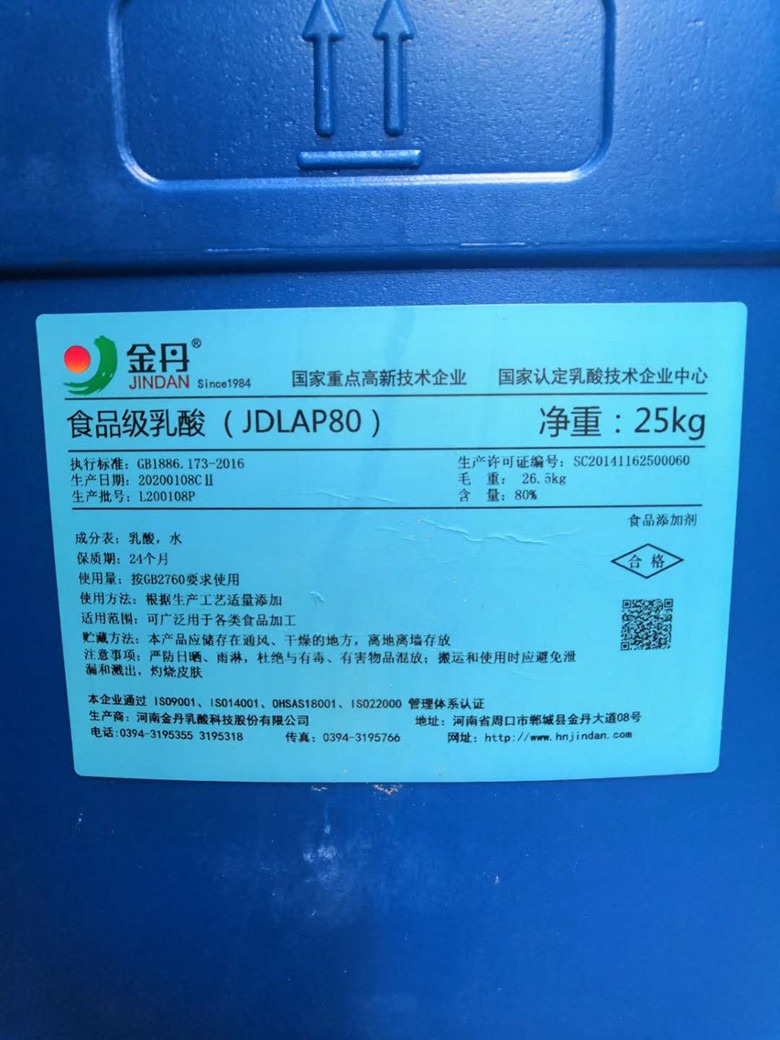 金丹®
JINDAN Since1984
国家重点高新技术企业 国家认定乳酸技术企业中心
食品级乳酸（JDLAP80） 净重：25kg
执行标准：GB1886.173-2016 生产许可证编号：SC20141162500060
生产日期：20200108CⅡ 毛 重：26.5kg
生产批号：L200108P 含 量：80%
食品添加剂
成分表：乳酸，水
保质期：24个月
合格
使用量：按GB2760要求使用
使用方法：根据生产工艺适量添加
适用范围：可广泛用于各类食品加工
贮藏方法：本产品应储存在通风、干燥的地方，离地离墙存放
注意事项：严防日晒、雨淋，杜绝与有毒、有害物品混放；搬运和使用时应避免泄
漏和溅出，灼烧皮肤
本企业通过 ISO9001、ISO14001、OHSAS18001、ISO22000 管理体系认证
生产商：河南金丹乳酸科技股份有限公司 地址：河南省周口市郸城县金丹大道08号
电话:0394-3195355 3195318 传真：0394-3195766 网址：http://www.hnjindan.com